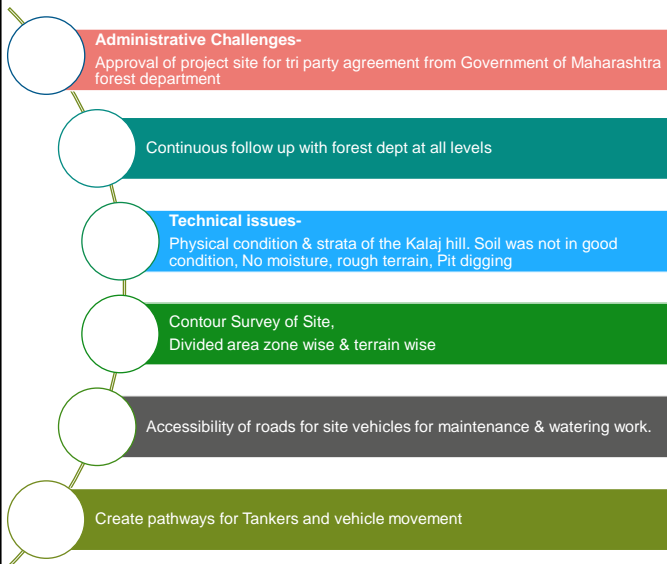 Administrative Challenges-
Approval of project site for tri party agreement from Government of Maharashtra
forest department
Continuous follow up with forest dept at all levels
Technical issues-
Physical condition & strata of the Kalaj hill. Soil was not in good
condition, No moisture, rough terrain, Pit digging
Contour Survey of Site,
Divided area zone wise & terrain wise
Accessibility of roads for site vehicles for maintenance & watering work.
Create pathways for Tankers and vehicle movement